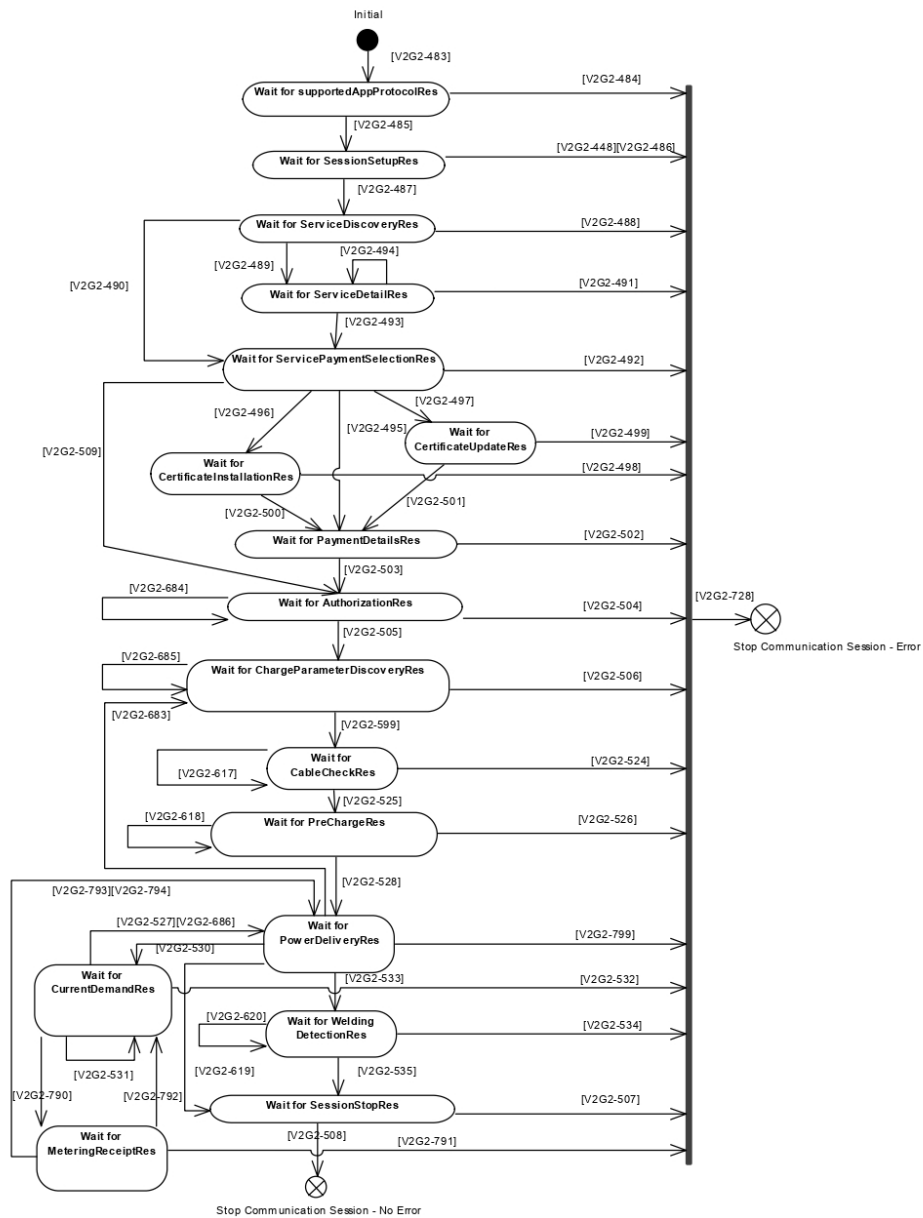 Initial
[V2G2-483]
[V2G2-484]
Wait for supportedAppProtocolRes
[V2G2-485]
[V2G2-448][V2G2-486]
Wait for SessionSetupRes
[V2G2-487]
Wait for ServiceDiscoveryRes
[V2G2-488]
[V2G2-494]
[V2G2-489]
[V2G2-490]
[V2G2-491]
Wait for ServiceDetailRes
[V2G2-493]
Wait for ServicePaymentSelectionRes
[V2G2-492]
[V2G2-497]
[V2G2-496]
[V2G2-495]
Wait for
CertificateUpdateRes
[V2G2-499]
[V2G2-509]
Wait for
CertificateInstallationRes
[V2G2-498]
[V2G2-501]
[V2G2-500]
Wait for PaymentDetailsRes
[V2G2-502]
[V2G2-503]
[V2G2-684]
Wait for AuthorizationRes
[V2G2-504]
[V2G2-728]
[V2G2-505]
Stop Communication Session - Error
[V2G2-685]
Wait for ChargeParameterDiscoveryRes
[V2G2-506]
[V2G2-683]
[V2G2-599]
Wait for
CableCheckRes
[V2G2-617]
[V2G2-524]
[V2G2-525]
[V2G2-618]
Wait for PreChargeRes
[V2G2-526]
[V2G2-528]
[V2G2-793][V2G2-794]
[V2G2-527][V2G2-686]
Wait for
PowerDeliveryRes
[V2G2-799]
[V2G2-530]
Wait for
CurrentDemandRes
[V2G2-533]
[V2G2-532]
[V2G2-620]
Wait for Welding
DetectionRes
[V2G2-534]
[V2G2-531]
[V2G2-619]
[V2G2-535]
[V2G2-790]
[V2G2-792]
Wait for SessionStopRes
[V2G2-507]
Wait for
MeteringReceiptRes
[V2G2-508]
[V2G2-791]
Stop Communication Session - No Error